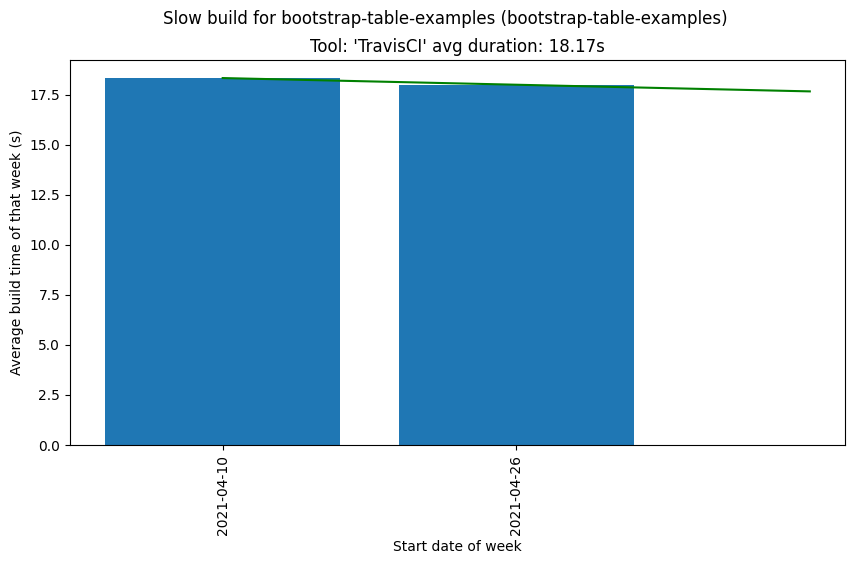 Slow build for bootstrap-table-examples (bootstrap-table-examples)
Tool: 'TravisCI' avg duration: 18.17s
Average build time of that week (s)
17.5
15.0
12.5
10.0
7.5
5.0
2.5
0.0
2021-04-10
2021-04-26
Start date of week